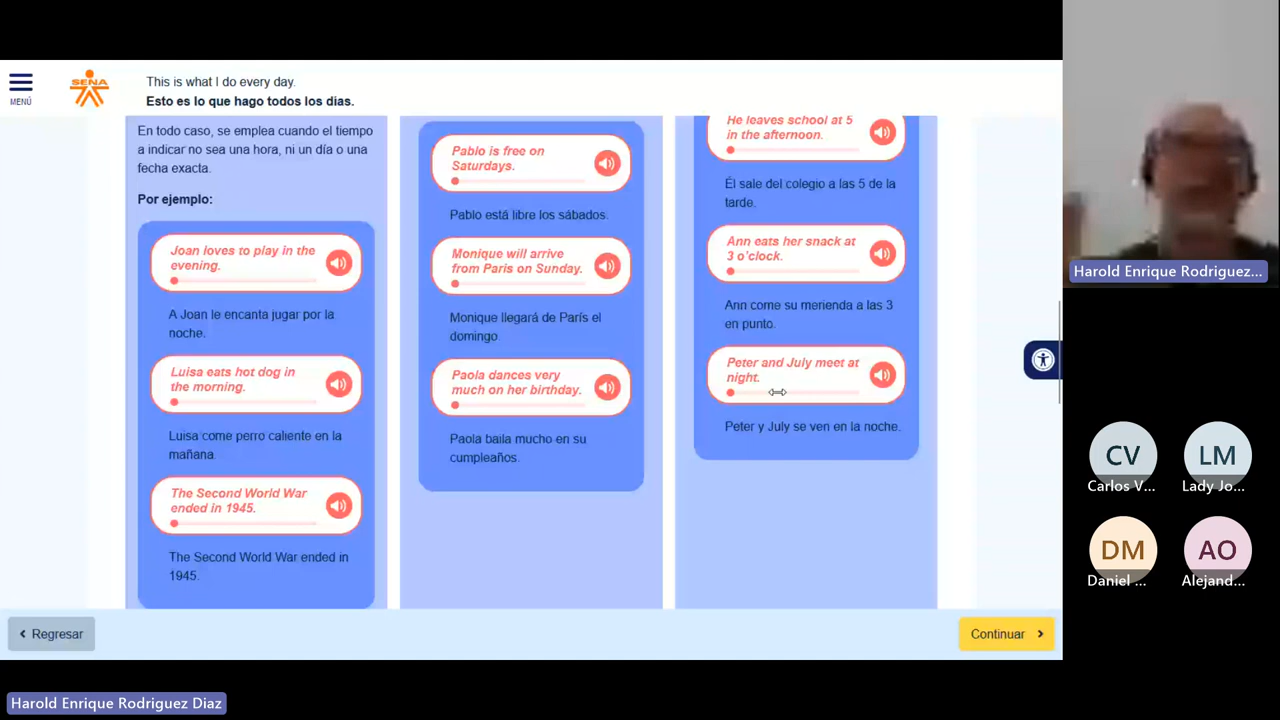 MENÚ
SENA
This is what I do every day.
Esto es lo que hago todos los dias.
En todo caso, se emplea cuando el tiempo
a indicar no sea una hora, ni un día o una
fecha exacta.
Por ejemplo:
Joan loves to play in the
evening.
A Joan le encanta jugar por la
noche.
Luisa eats hot dog in
the morning.
Luisa come perro caliente en la
mañana.
The Second World War
ended in 1945.
The Second World War ended in
1945.
Pablo is free on
Saturdays.
Pablo está libre los sábados.
Monique will arrive
from Paris on Sunday.
Monique llegará de París el
domingo.
Paola dances very
much on her birthday.
Paola baila mucho en su
cumpleaños.
He leaves school at 5
in the afternoon.
Él sale del colegio a las 5 de la
tarde.
Ann eats her snack at
3 o'clock.
Ann come su merienda a las 3
en punto.
Peter and July meet at
night.
Peter y July se ven en la noche.
Regresar
Continuar
Harold Enrique Rodriguez...
CV
Carlos V...
LM
Lady Jo...
DM
Daniel ...
AO
Alejand...
Harold Enrique Rodriguez Diaz